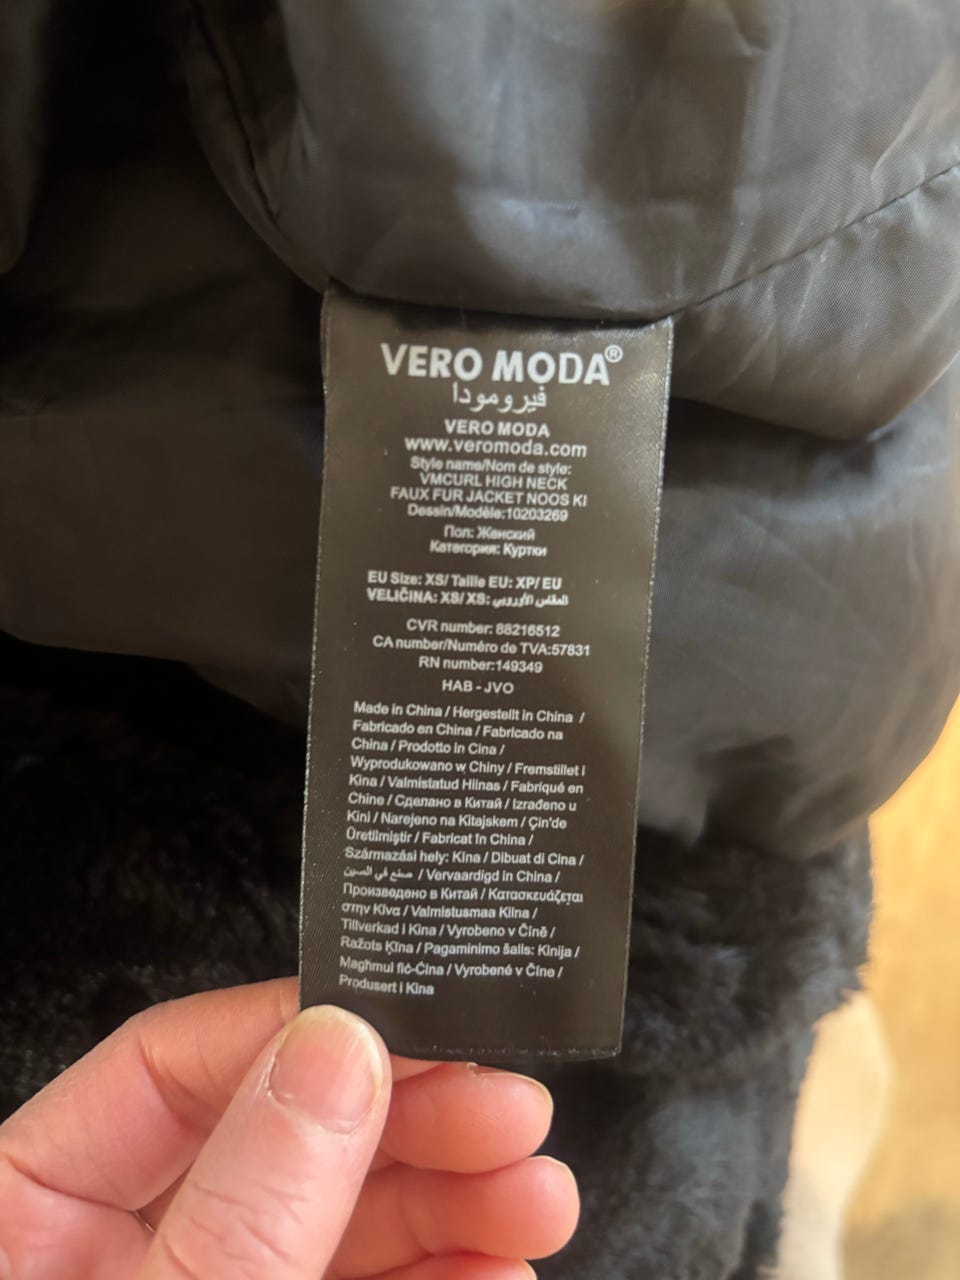 VERO MODA®
فيرومودا
VERO MODA
www.veromoda.com
Style name/Nom de style:
VMCURL HIGH NECK
FAUX FUR JACKET NOOS KI
Dessin/Modèle:10203269
Пол: Женский
Категория: Куртки
EU Size: XS/ Taille EU: XP/ EU
VELIČINA: XS/ XS: المقاس الأوروبي
CVR number: 88216512
CA number/Numéro de TVA:57831
RN number:149349
HAB - JVO
Made in China / Hergestellt in China /
Fabricado en China / Fabricado na
China / Prodotto in Cina /
Wyprodukowano w Chiny / Fremstillet i
Kina / Valmistatud Hiinas / Fabriqué en
Chine / Сделано в Китай / Izrađeno u
Kini / Narejeno na Kitajskem / Çin'de
Üretilmiştir / Fabricat în China /
Származási hely: Kína / Dibuat di Cina /
صنع في الصين / Vervaardigd in China /
Произведено в Китай / Κατασκευάζεται
στην Κίνα / Valmistusmaa Kiina /
Tillverkad i Kina / Vyrobeno v Číně /
Ražots Ķīna / Pagaminimo šalis: Kinija /
Magħmul fiċ-Ċina / Vyrobené v Číne /
Produsert i Kina